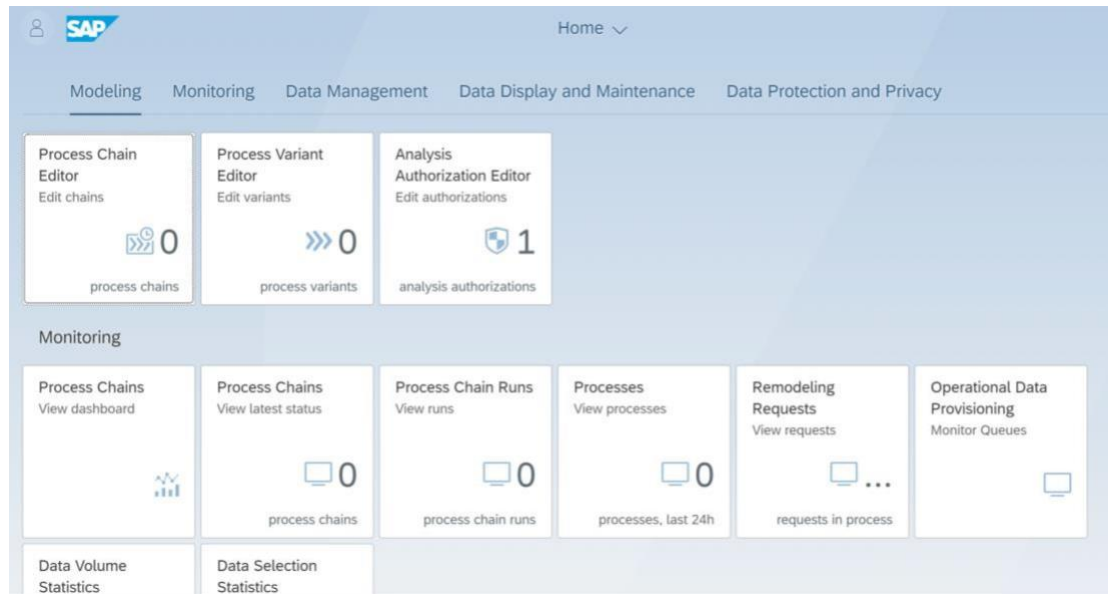 SAP
Home
Modeling Monitoring Data Management Data Display and Maintenance Data Protection and Privacy
Process Chain
Editor
Edit chains
0
process chains
Process Variant
Editor
Edit variants
0
process variants
Analysis
Authorization Editor
Edit authorizations
1
analysis authorizations
Monitoring
Process Chains
View dashboard
Process Chains
View latest status
0
process chains
Process Chain Runs
View runs
0
process chain runs
Processes
View processes
0
processes, last 24h
Remodeling
Requests
View requests
...
requests in process
Operational Data
Provisioning
Monitor Queues
Data Volume
Statistics
Data Selection
Statistics